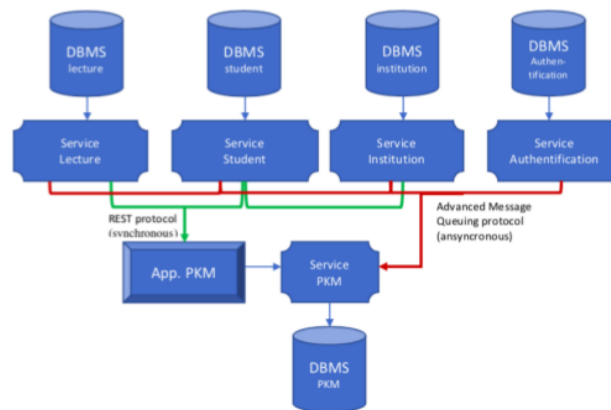 DBMS
lecture
DBMS
student
DBMS
institution
DBMS
Authen-
tification
Service
Lecture
Service
Student
Service
Institution
Service
Authentification
REST protocol
(synchronous)
Advanced Message
Queuing protocol
(ansyncronous)
App. PKM
Service
PKM
DBMS
PKM